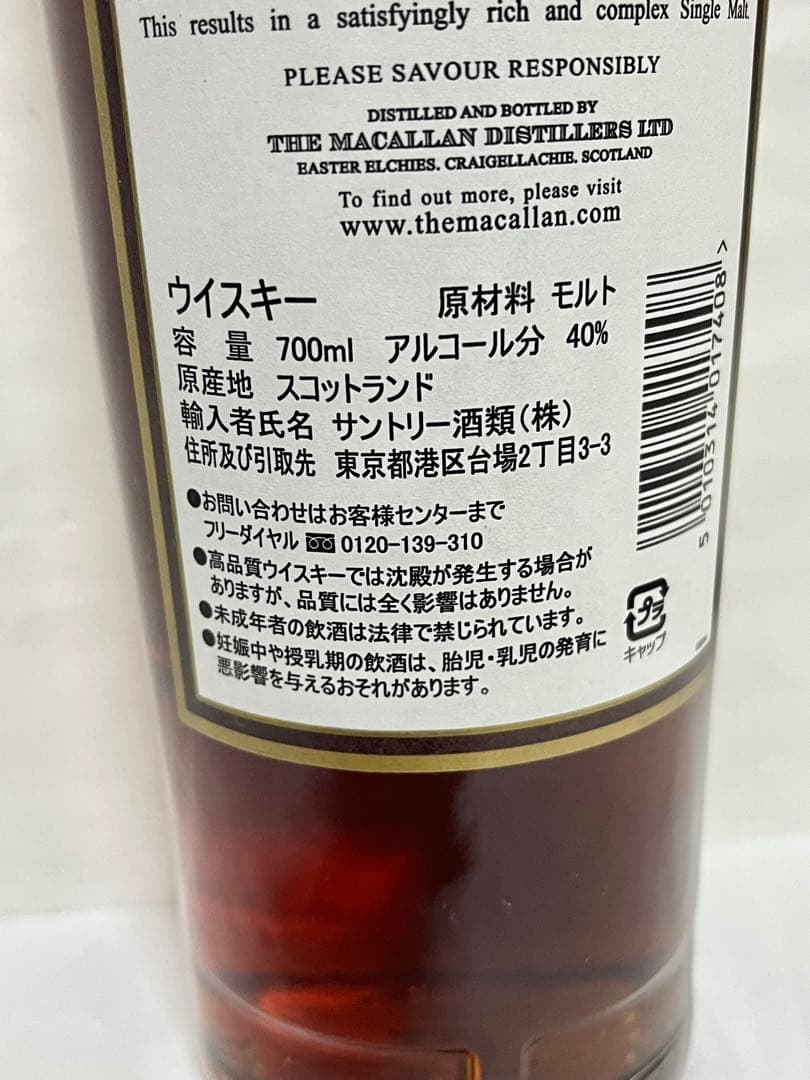 This results in a satisfyingly rich and complex Single Malt.
PLEASE SAVOUR RESPONSIBLY
DISTILLED AND BOTTLED BY
THE MACALLAN DISTILLERS LTD
EASTER ELCHIES, CRAIGELLACHIE, SCOTLAND
To find out more, please visit
www.themacallan.com
ウイスキー 原材料 モルト
容量 700ml アルコール分 40%
原産地 スコットランド
輸入者氏名 サントリー酒類(株)
住所及び引取先 東京都港区台場2丁目3-3
●お問い合わせはお客様センターまで
フリーダイヤル 0120-139-310
●高品質ウイスキーでは沈殿が発生する場合が
ありますが、品質には全く影響はありません。
●未成年者の飲酒は法律で禁じられています。
●妊娠中や授乳期の飲酒は、胎児・乳児の発育に
悪影響を与えるおそれがあります。
5 010314 017408 >
プラ
キャップ